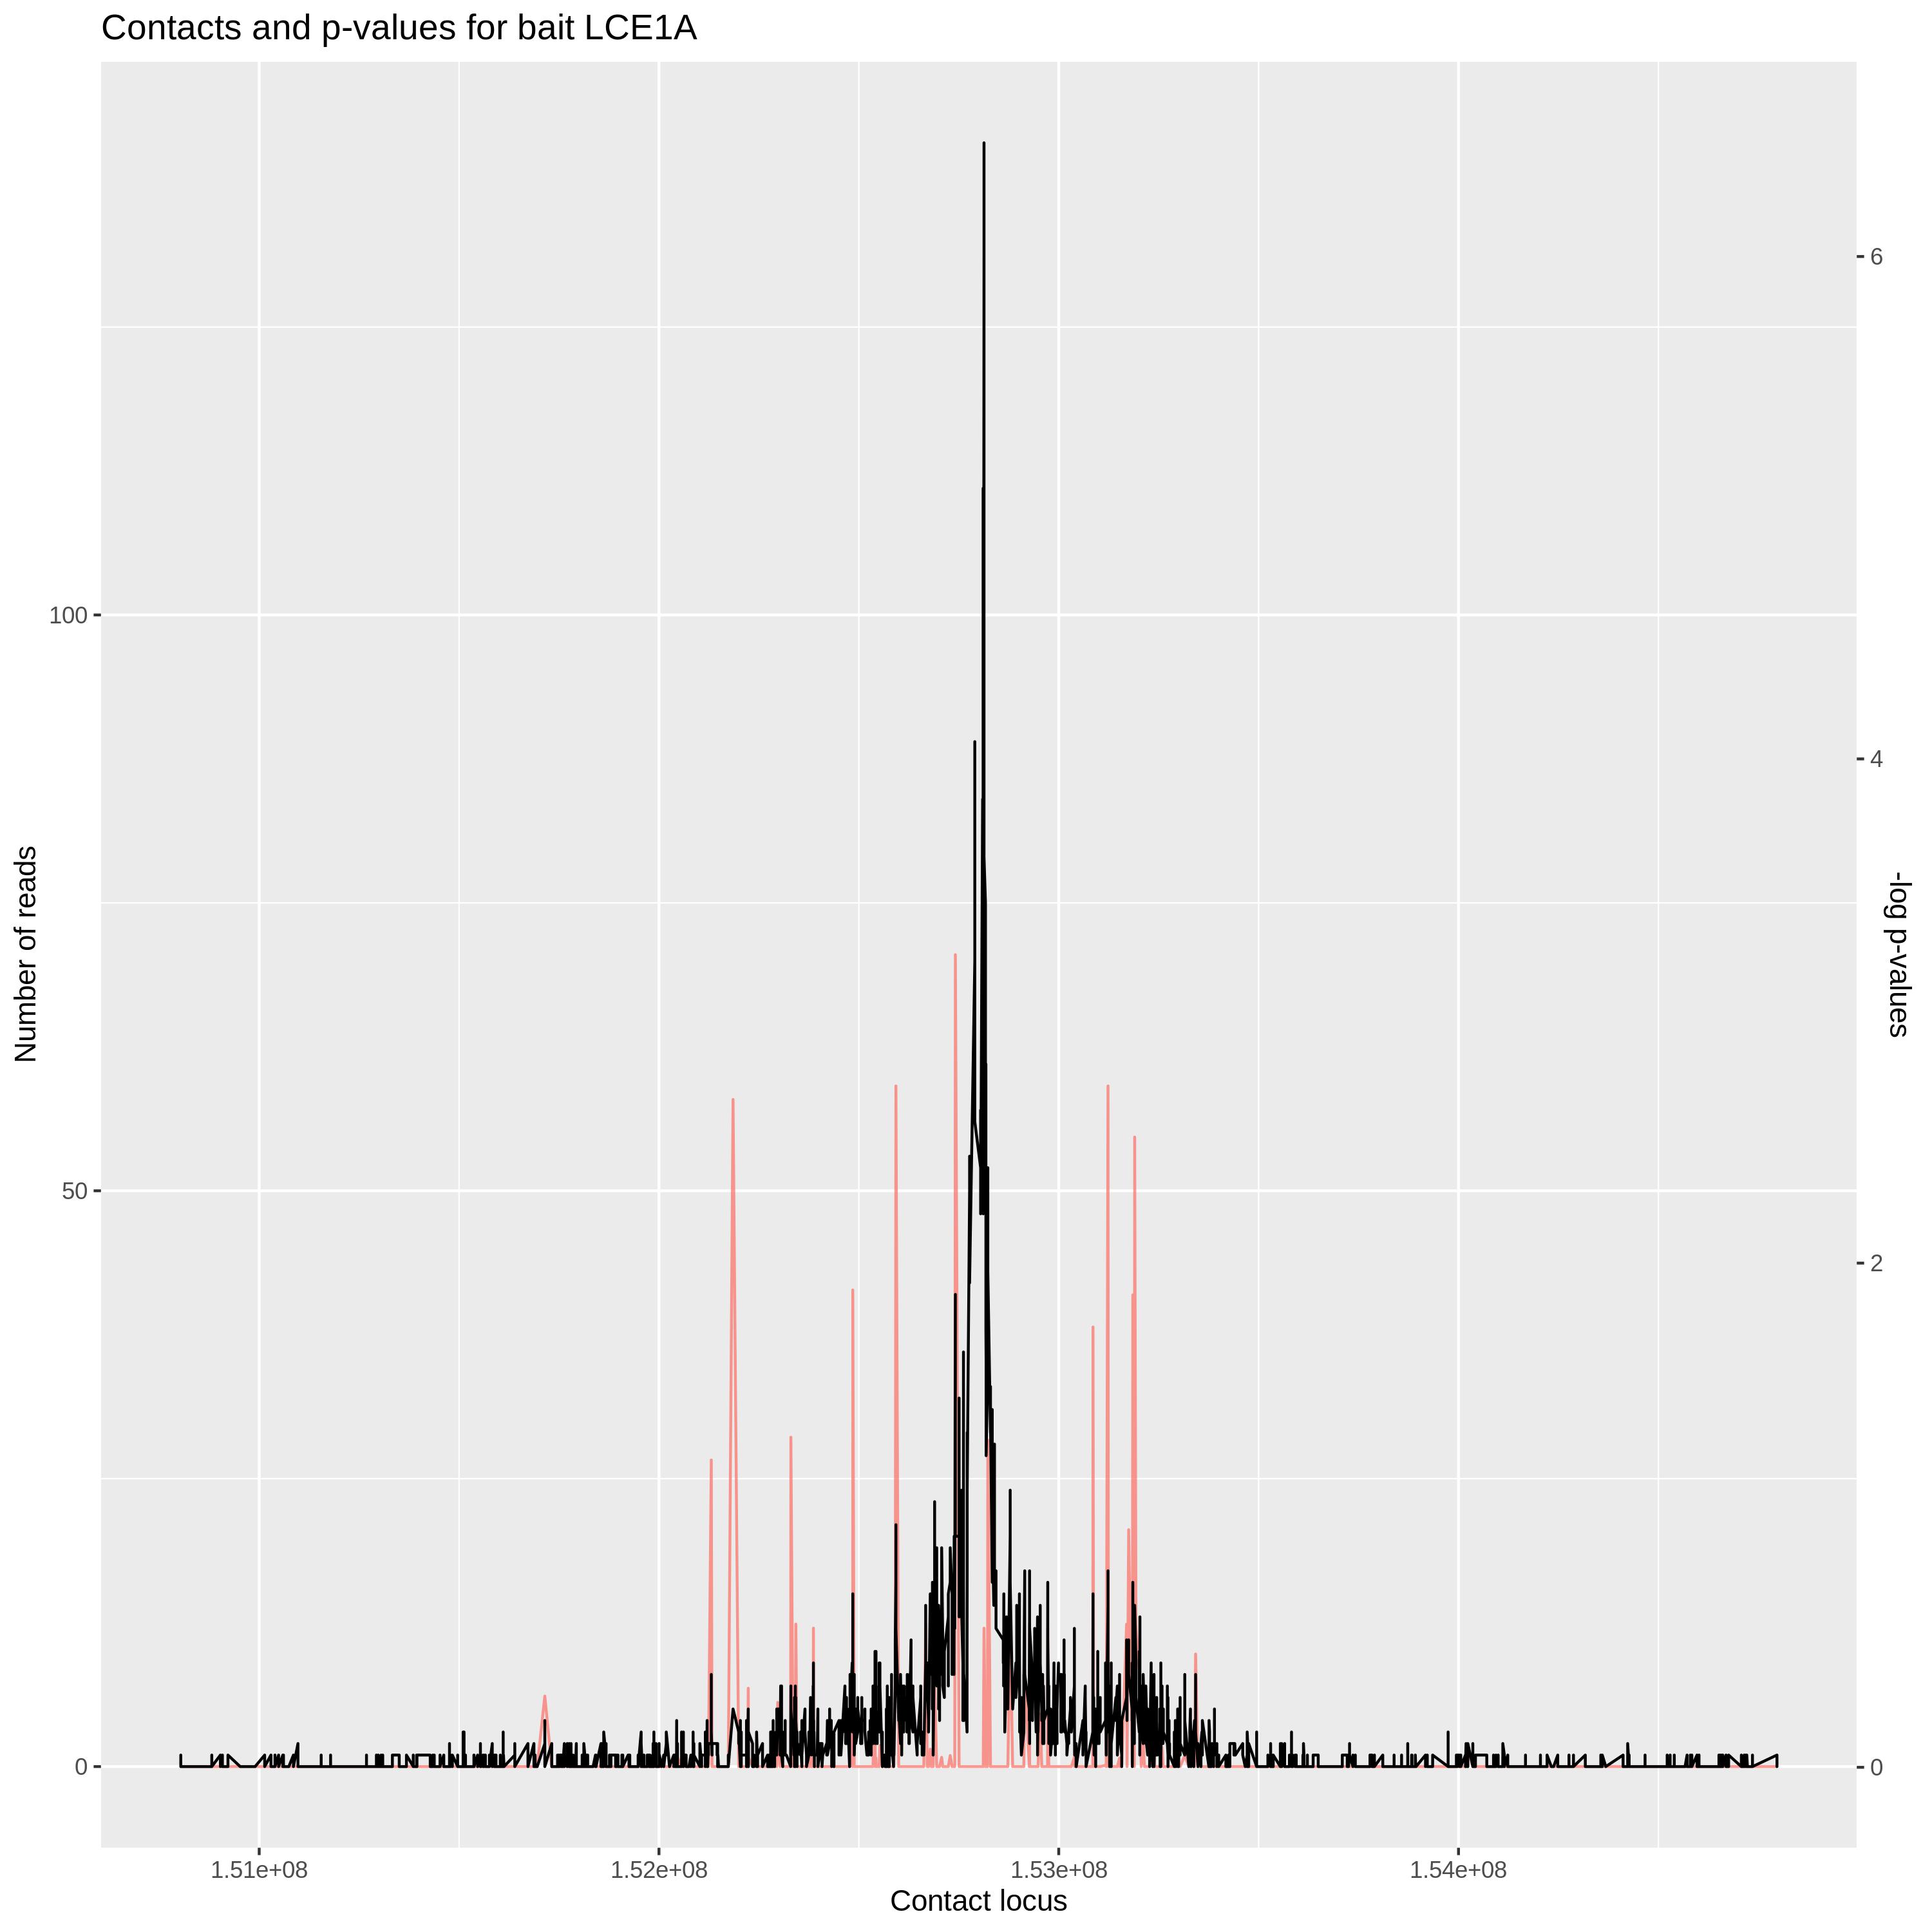 Contacts and p-values for bait LCE1A
6
100
4
Number of reads
-log p-values
2
50
0
0
1.51e+08
1.52e+08
1.53e+08
1.54e+08
Contact locus